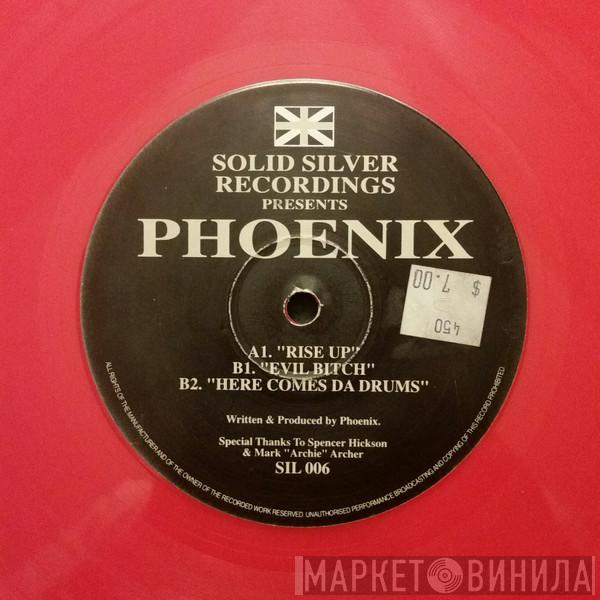 SOLID SILVER
RECORDINGS
PRESENTS
PHOENIX
$ 7.00
450
A1. "RISE UP"
B1. "EVIL BITCH"
B2. "HERE COMES DA DRUMS"
Written & Produced by Phoenix.
Special Thanks To Spencer Hickson
& Mark "Archie" Archer
SIL 006
ALL RIGHTS OF THE MANUFACTURER AND OF THE OWNER OF THE RECORDED WORK RESERVED. UNAUTHORISED PERFORMANCE BROADCASTING AND COPYING OF THIS RECORD PROHIBITED
МАРКЕТ ВИНИЛА